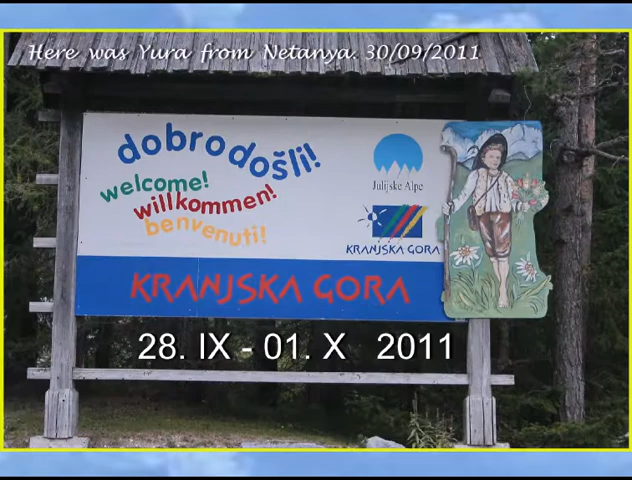 Here was Yura from Netanya. 30/09/2011
dobrodošli!
welcome!
willkommen!
benvenuti!
Julijske Alpe
KRANJSKA GORA
KRANJSKA GORA
28. IX - 01. X 2011